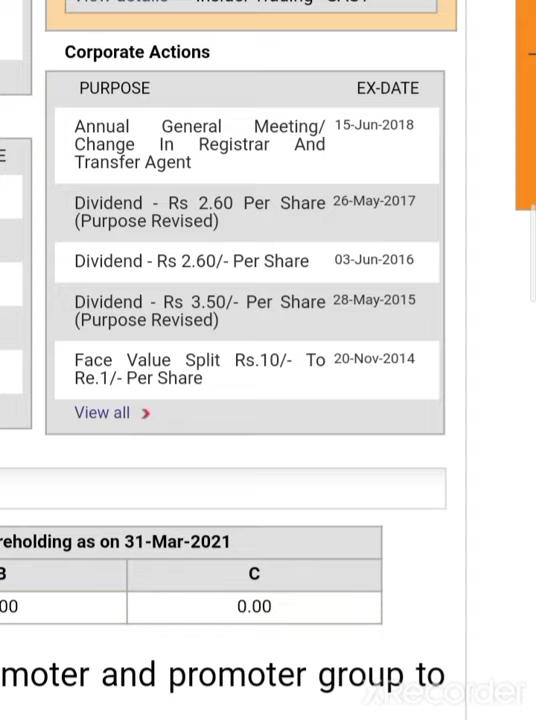 Corporate Actions
PURPOSE EX-DATE
Annual General Meeting/ 15-Jun-2018
Change In Registrar And
Transfer Agent
Dividend - Rs 2.60 Per Share 26-May-2017
(Purpose Revised)
Dividend - Rs 2.60/- Per Share 03-Jun-2016
Dividend - Rs 3.50/- Per Share 28-May-2015
(Purpose Revised)
Face Value Split Rs.10/- To 20-Nov-2014
Re.1/- Per Share
View all
reholding as on 31-Mar-2021
B C
00 0.00
moter and promoter group to
XRecorder